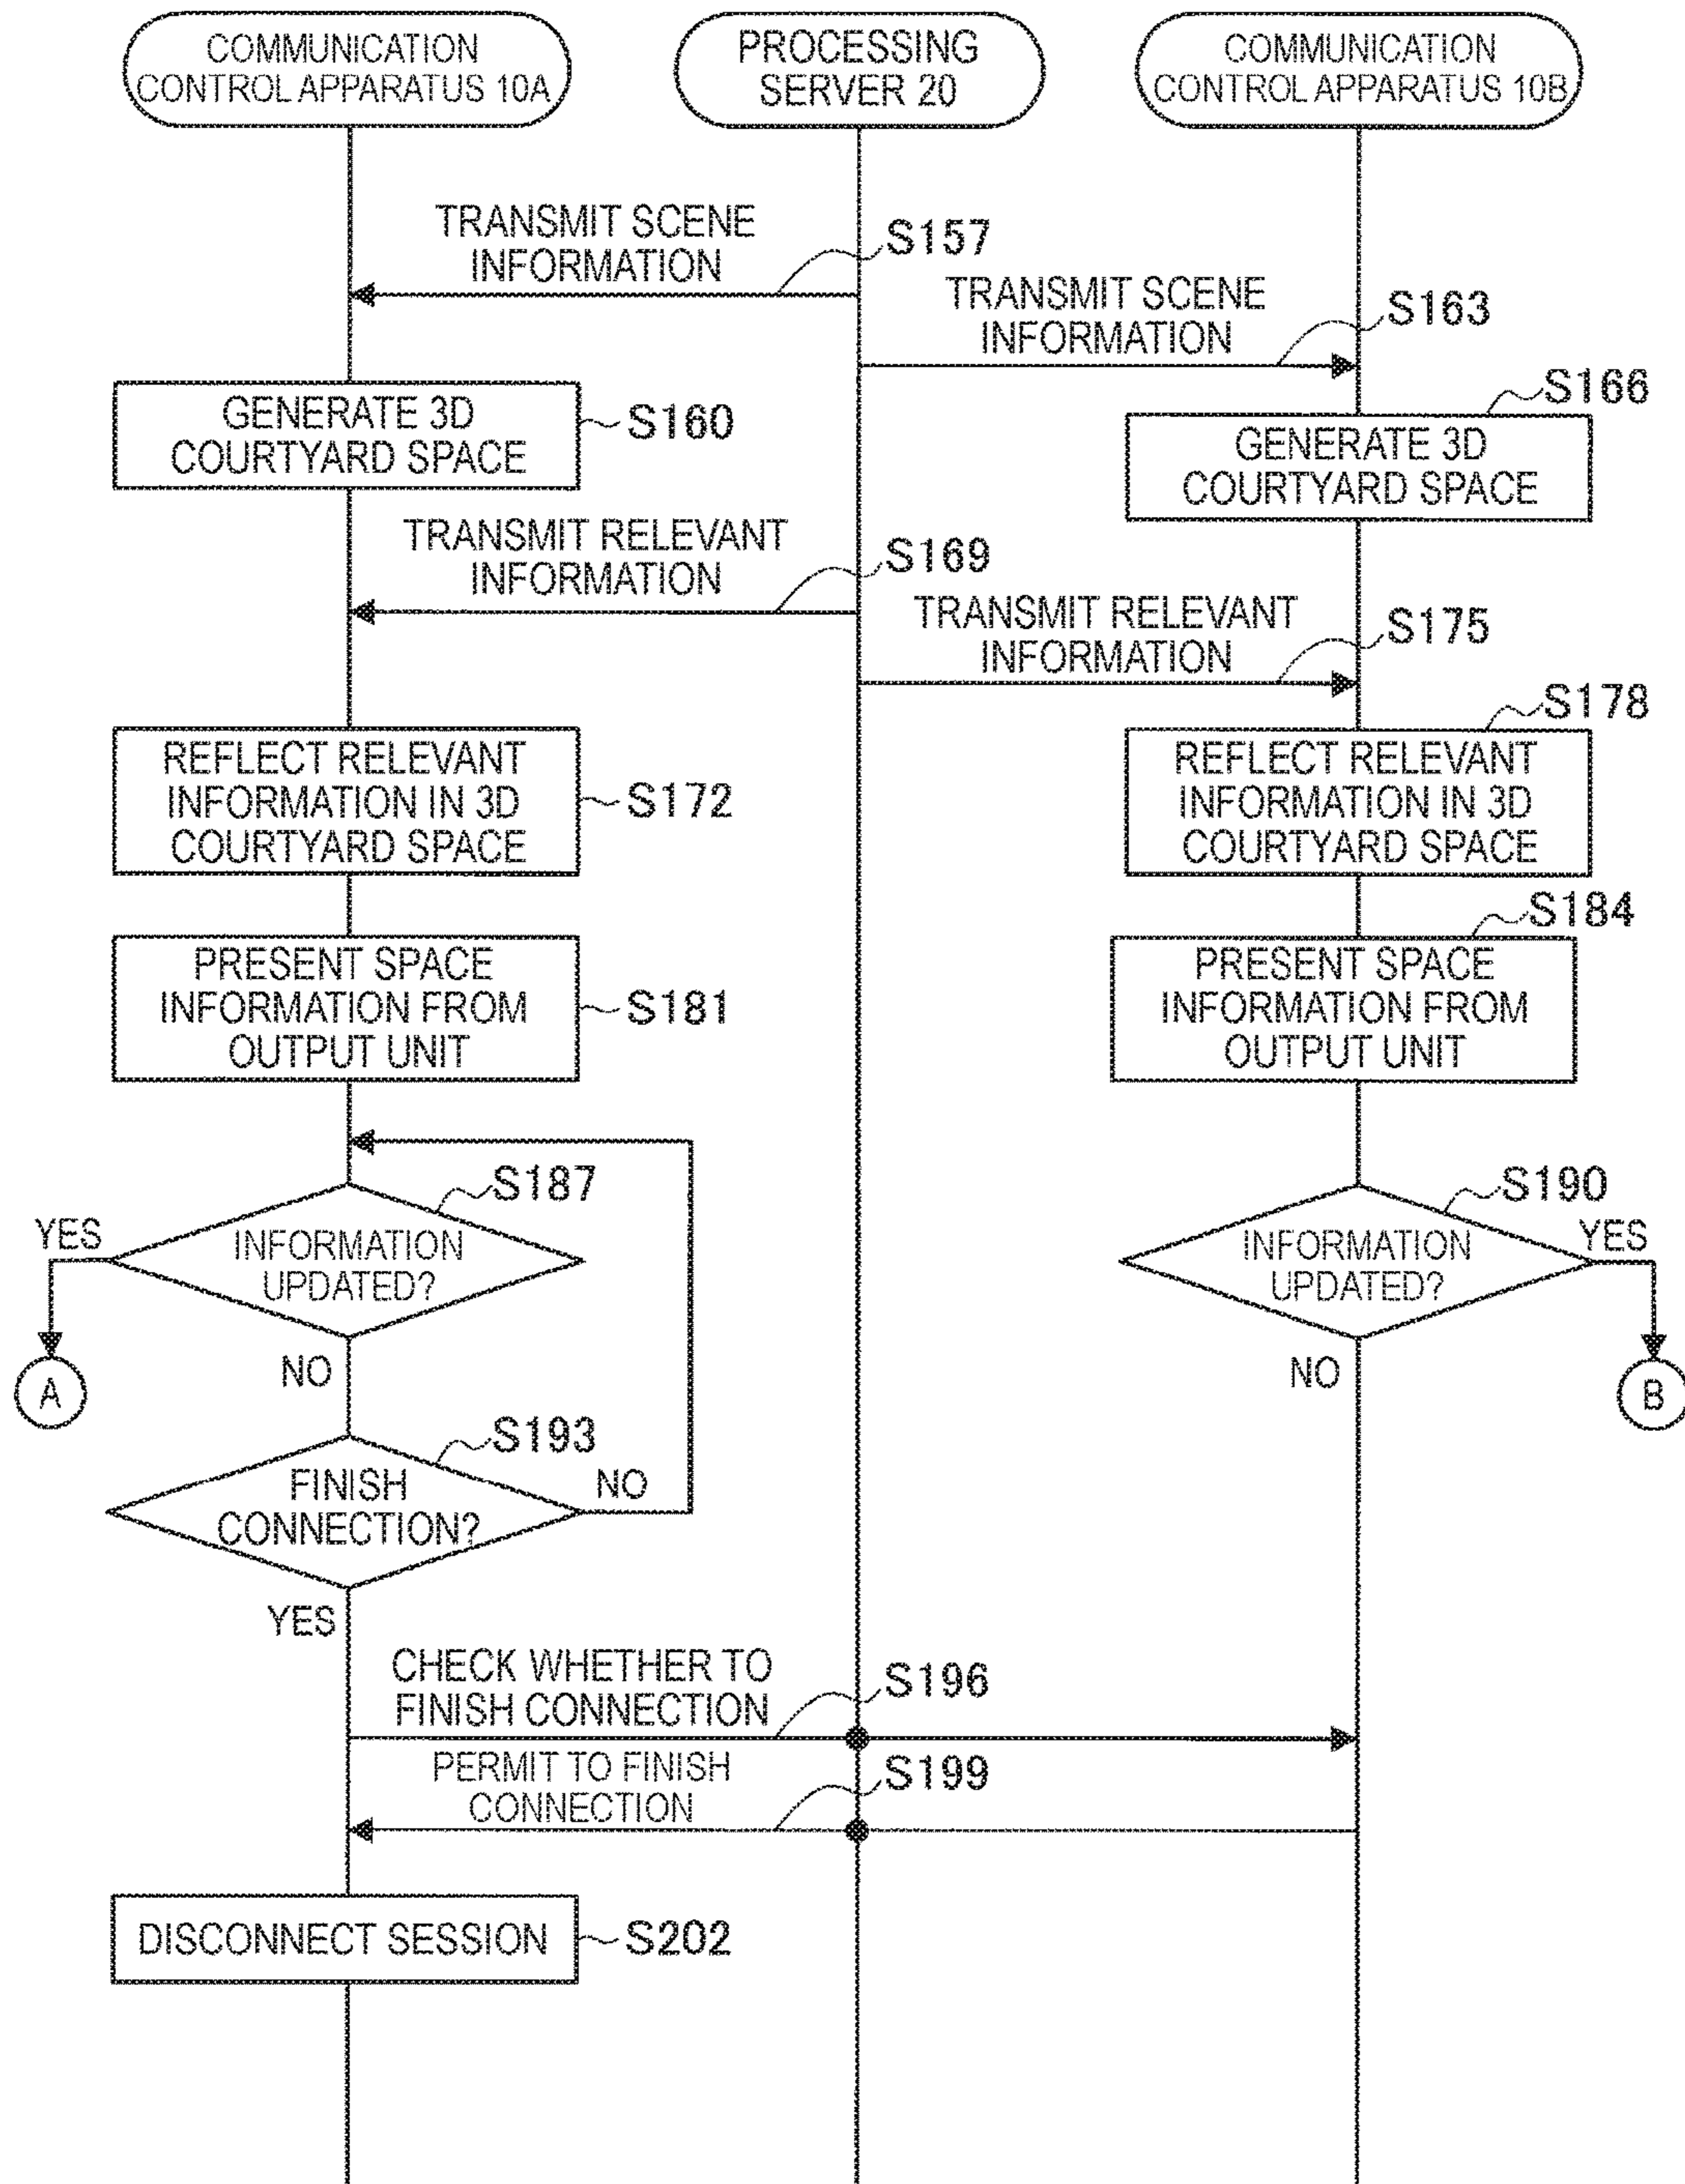 COMMUNICATION
CONTROL APPARATUS 10A
PROCESSING
SERVER 20
COMMUNICATION
CONTROL APPARATUS 10B
TRANSMIT SCENE
INFORMATION
S157
TRANSMIT SCENE
INFORMATION
S163
GENERATE 3D
COURTYARD SPACE
S160
S166
GENERATE 3D
COURTYARD SPACE
TRANSMIT RELEVANT
INFORMATION
S169
TRANSMIT RELEVANT
INFORMATION
S175
REFLECT RELEVANT
INFORMATION IN 3D
COURTYARD SPACE
S172
S178
REFLECT RELEVANT
INFORMATION IN 3D
COURTYARD SPACE
PRESENT SPACE
INFORMATION FROM
OUTPUT UNIT
S181
S184
PRESENT SPACE
INFORMATION FROM
OUTPUT UNIT
S187
YES
INFORMATION
UPDATED?
NO
A
S190
INFORMATION
UPDATED?
YES
NO
B
S193
FINISH
CONNECTION?
NO
YES
CHECK WHETHER TO
FINISH CONNECTION
S196
PERMIT TO FINISH
CONNECTION
S199
DISCONNECT SESSION
S202